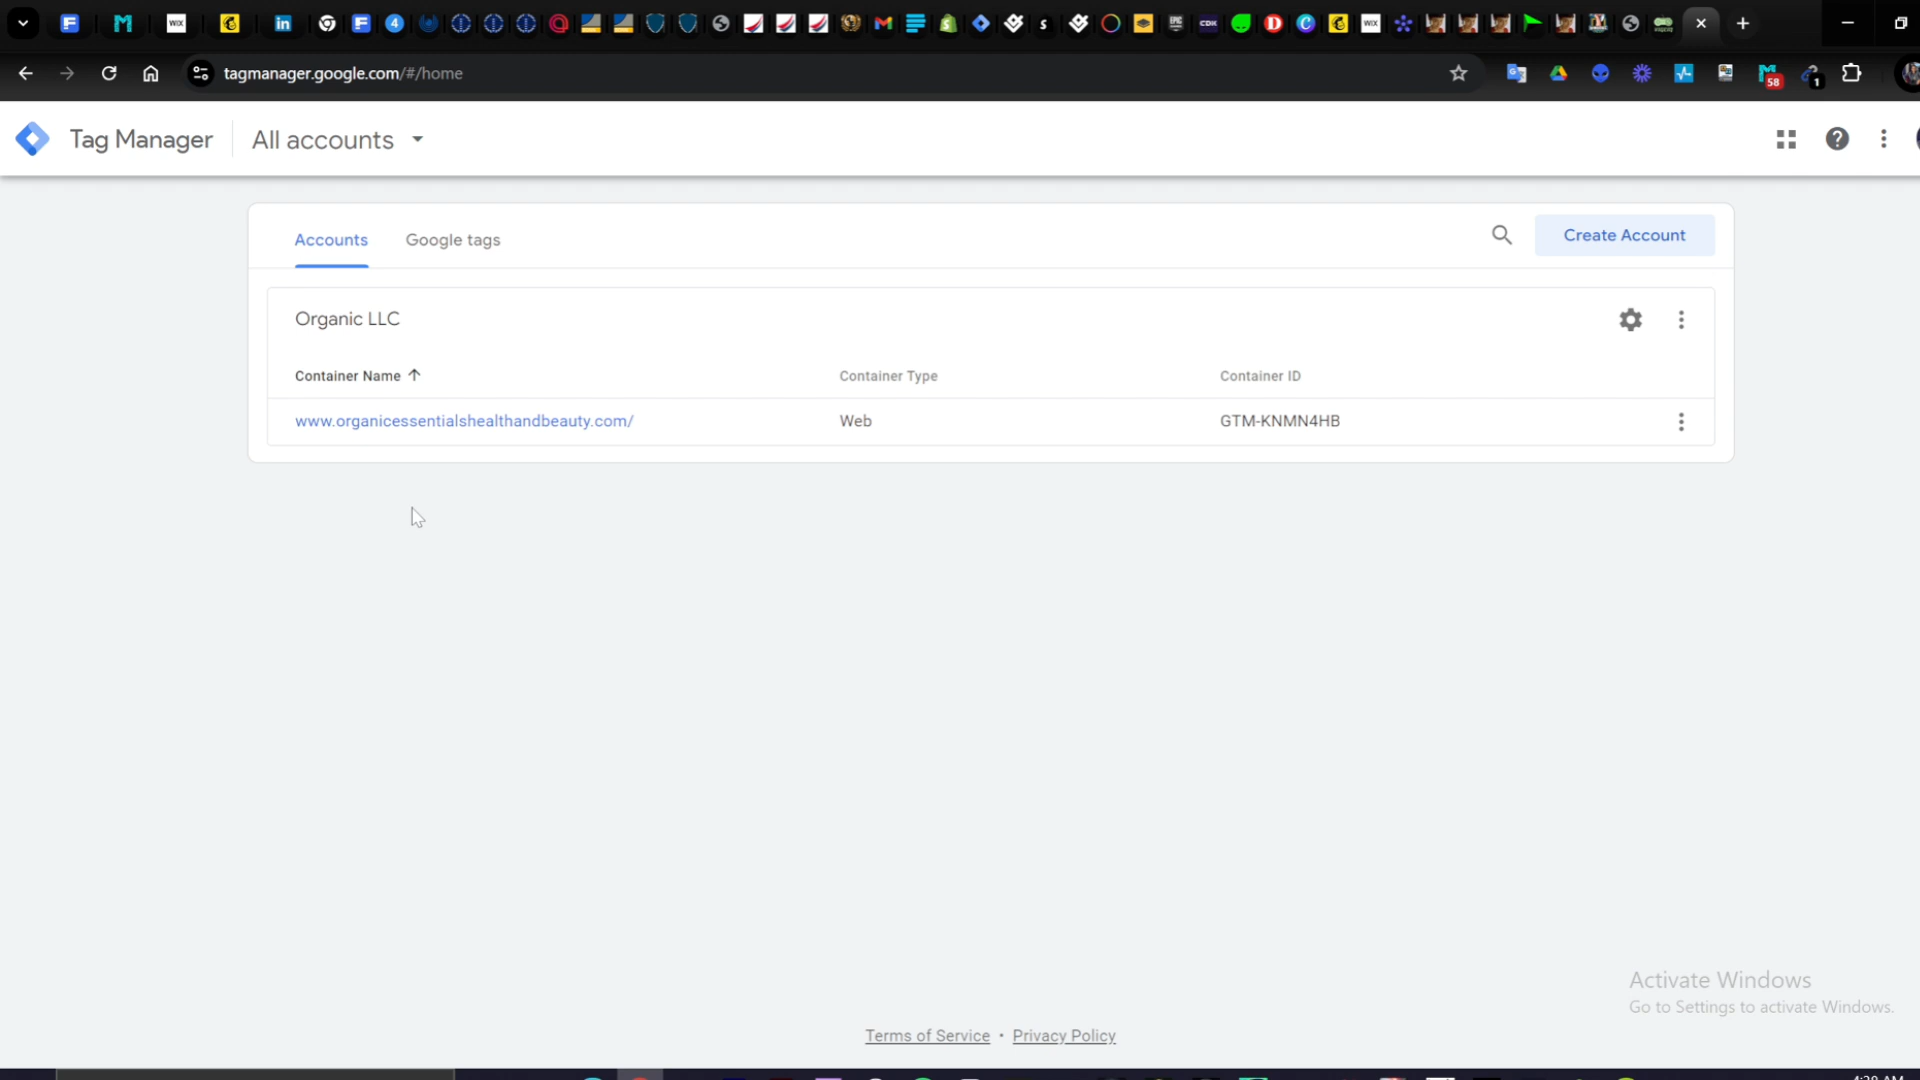 tagmanager.google.com/#/home
58
1
Tag Manager
All accounts
Accounts
Google tags
Create Account
Organic LLC
Container Name
Container Type
Container ID
www.organicessentialshealthandbeauty.com/
Web
GTM-KNMN4HB
Activate Windows
Go to Settings to activate Windows.
Terms of Service • Privacy Policy